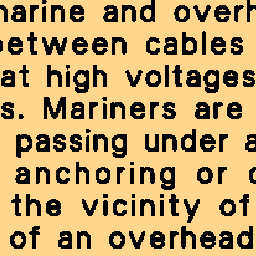 marine and overh
between cables
at high voltages
s. Mariners are
passing under a
anchoring or
the vicinity of
of an overhead